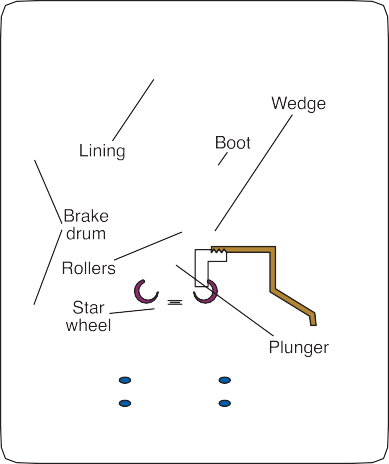 Wedge
Boot
Lining
Brake
drum
Rollers
Star
wheel
Plunger